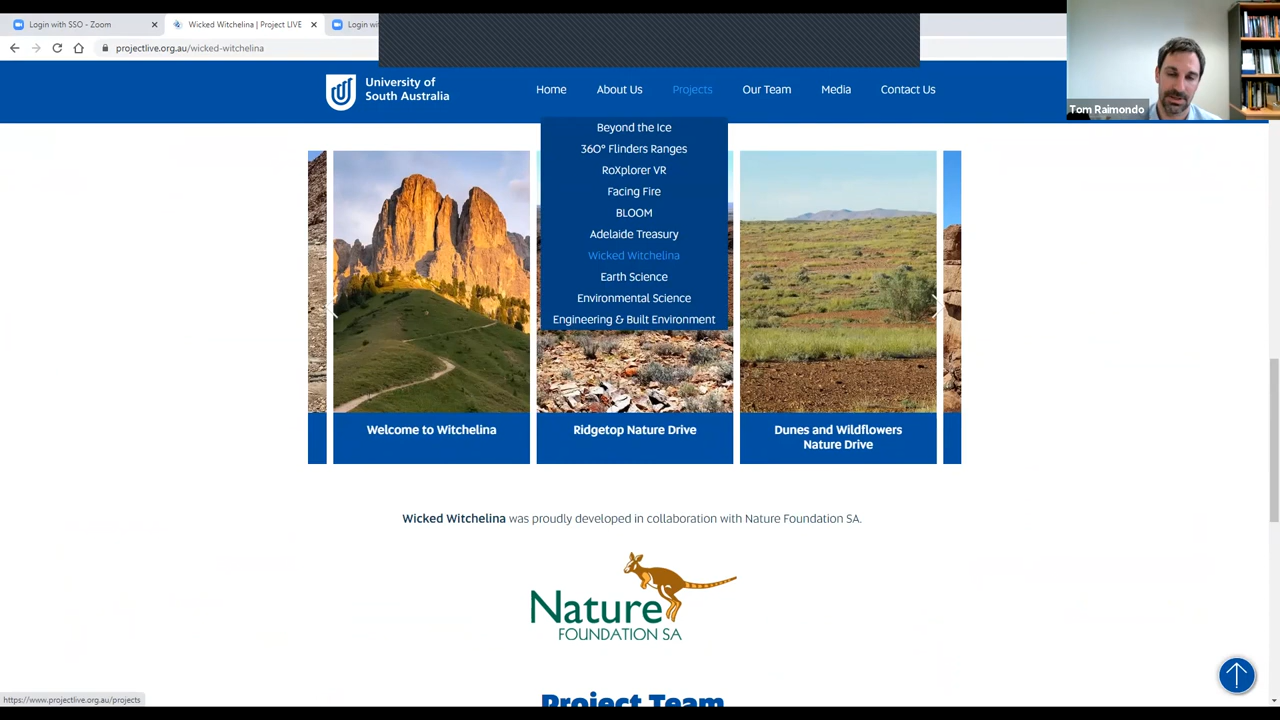 Login with SSO - Zoom
Wicked Witchelina | Project LIVE
Login wit
projectlive.org.au/wicked-witchelina
University of
South Australia
Home
About Us
Projects
Our Team
Media
Contact Us
Tom Raimondo
Beyond the Ice
360° Flinders Ranges
RoXplorer VR
Facing Fire
BLOOM
Adelaide Treasury
Wicked Witchelina
Earth Science
Environmental Science
Engineering & Built Environment
Welcome to Witchelina
Ridgetop Nature Drive
Dunes and Wildflowers
Nature Drive
Wicked Witchelina was proudly developed in collaboration with Nature Foundation SA.
Nature
FOUNDATION SA
Project Team
https://www.projectlive.org.au/projects